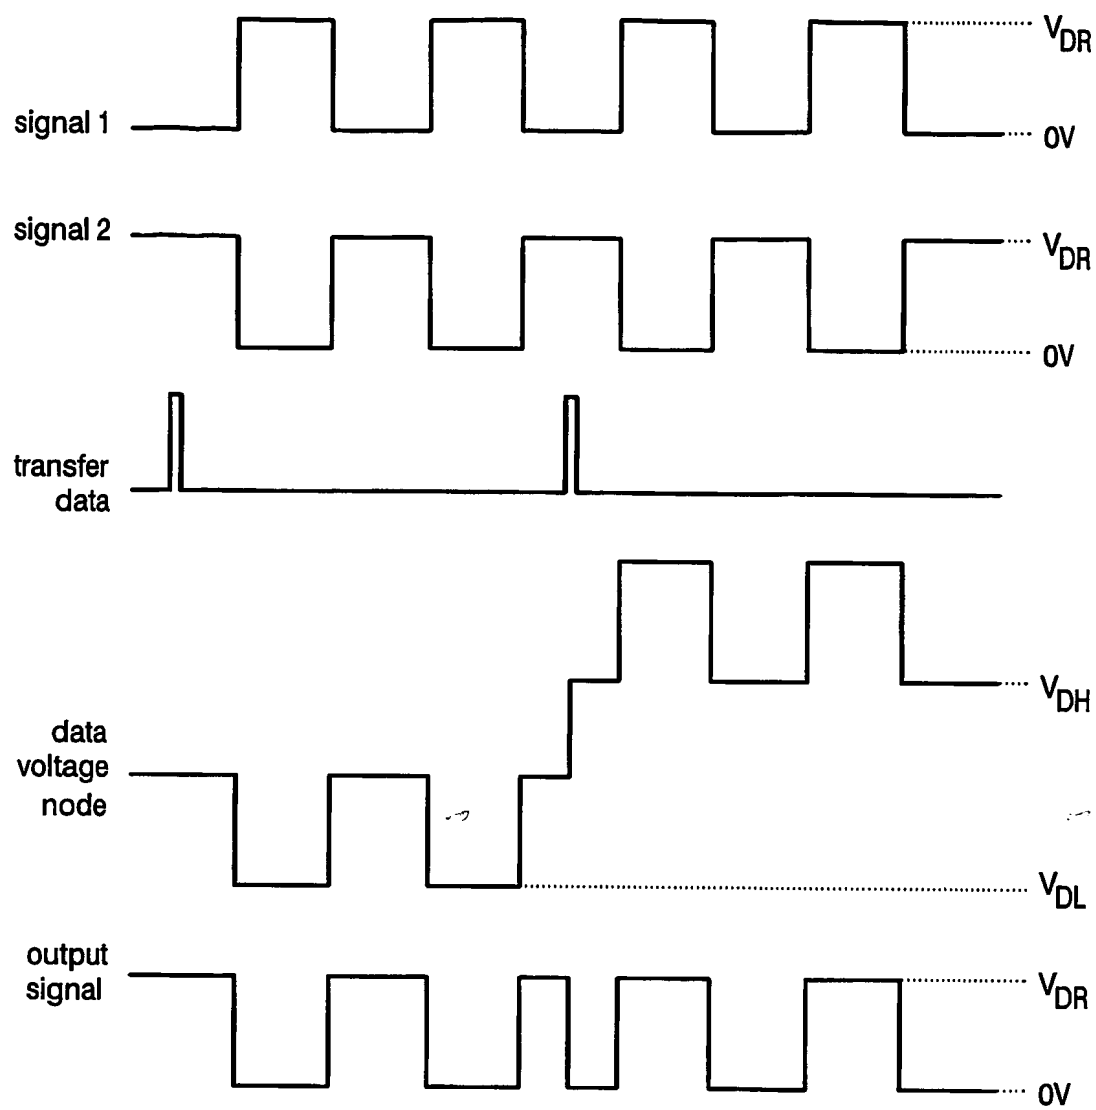 V_DR
signal 1
0V
signal 2
V_DR
0V
transfer
data
V_DH
data
voltage
node
V_DL
output
signal
V_DR
0V